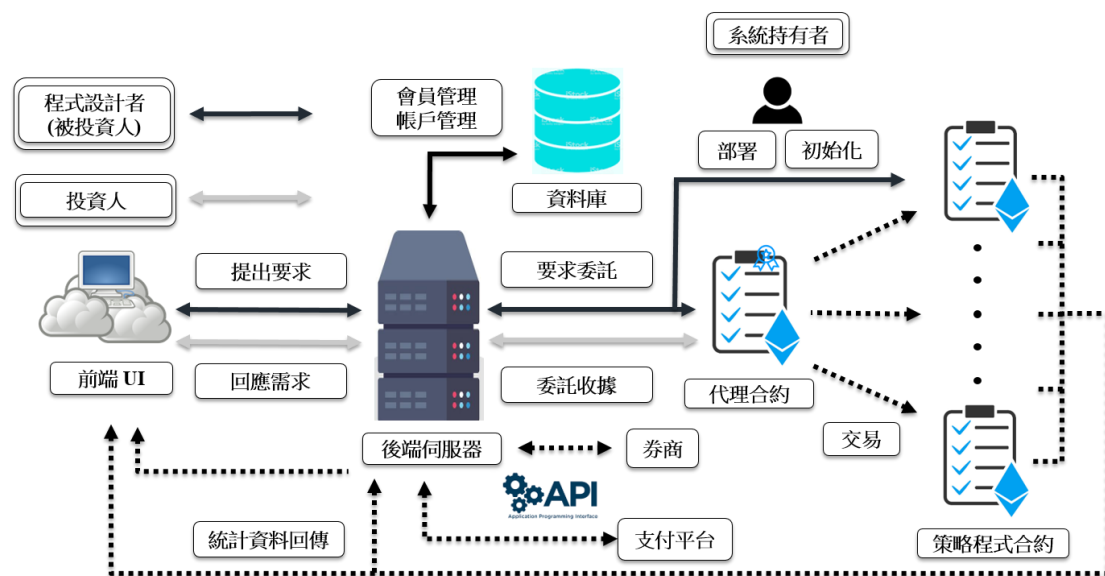 系統持有者
程式設計者
(被投資人)
會員管理
帳戶管理
iStock
iStock
iStock
部署
初始化
投資人
資料庫
提出要求
要求委託
前端 UI
回應需求
委託收據
代理合約
交易
後端伺服器
券商
API
Application Programming Interface
統計資料回傳
支付平台
策略程式合約